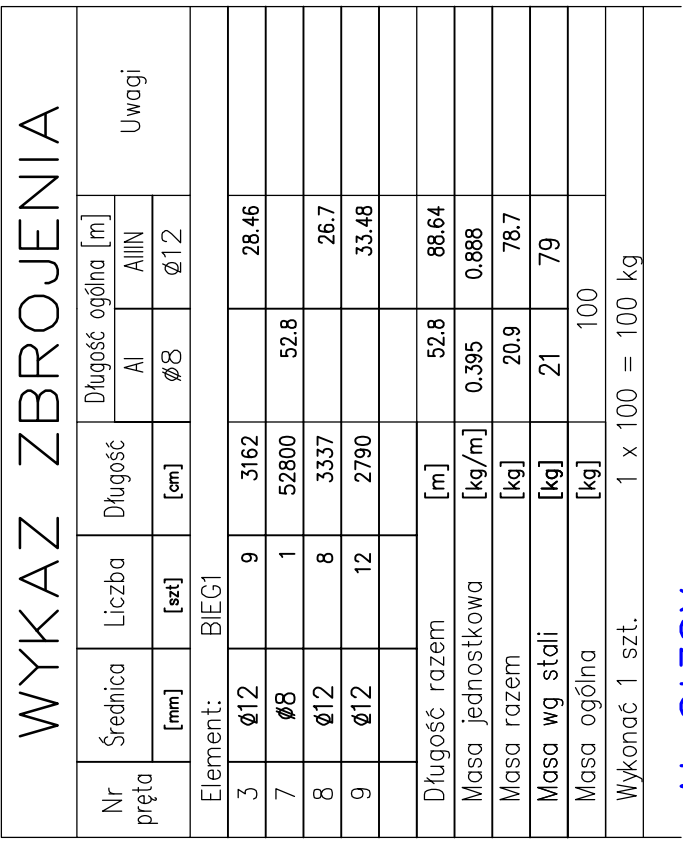 WYKAZ ZBROJENIA
Nr pręta Średnica Liczba Długość Długość ogólna [m] Uwagi
AI AIIIN
[mm] [szt] [cm] ø8 ø12
Element: BIEG1
3 ø12 9 3162 28.46
7 ø8 1 52800 52.8
8 ø12 8 3337 26.7
9 ø12 12 2790 33.48
Długość razem [m] 52.8 88.64
Masa jednostkowa [kg/m] 0.395 0.888
Masa razem [kg] 20.9 78.7
Masa wg stali [kg] 21 79
Masa ogólna [kg] 100
Wykonać 1 szt. 1 x 100 = 100 kg